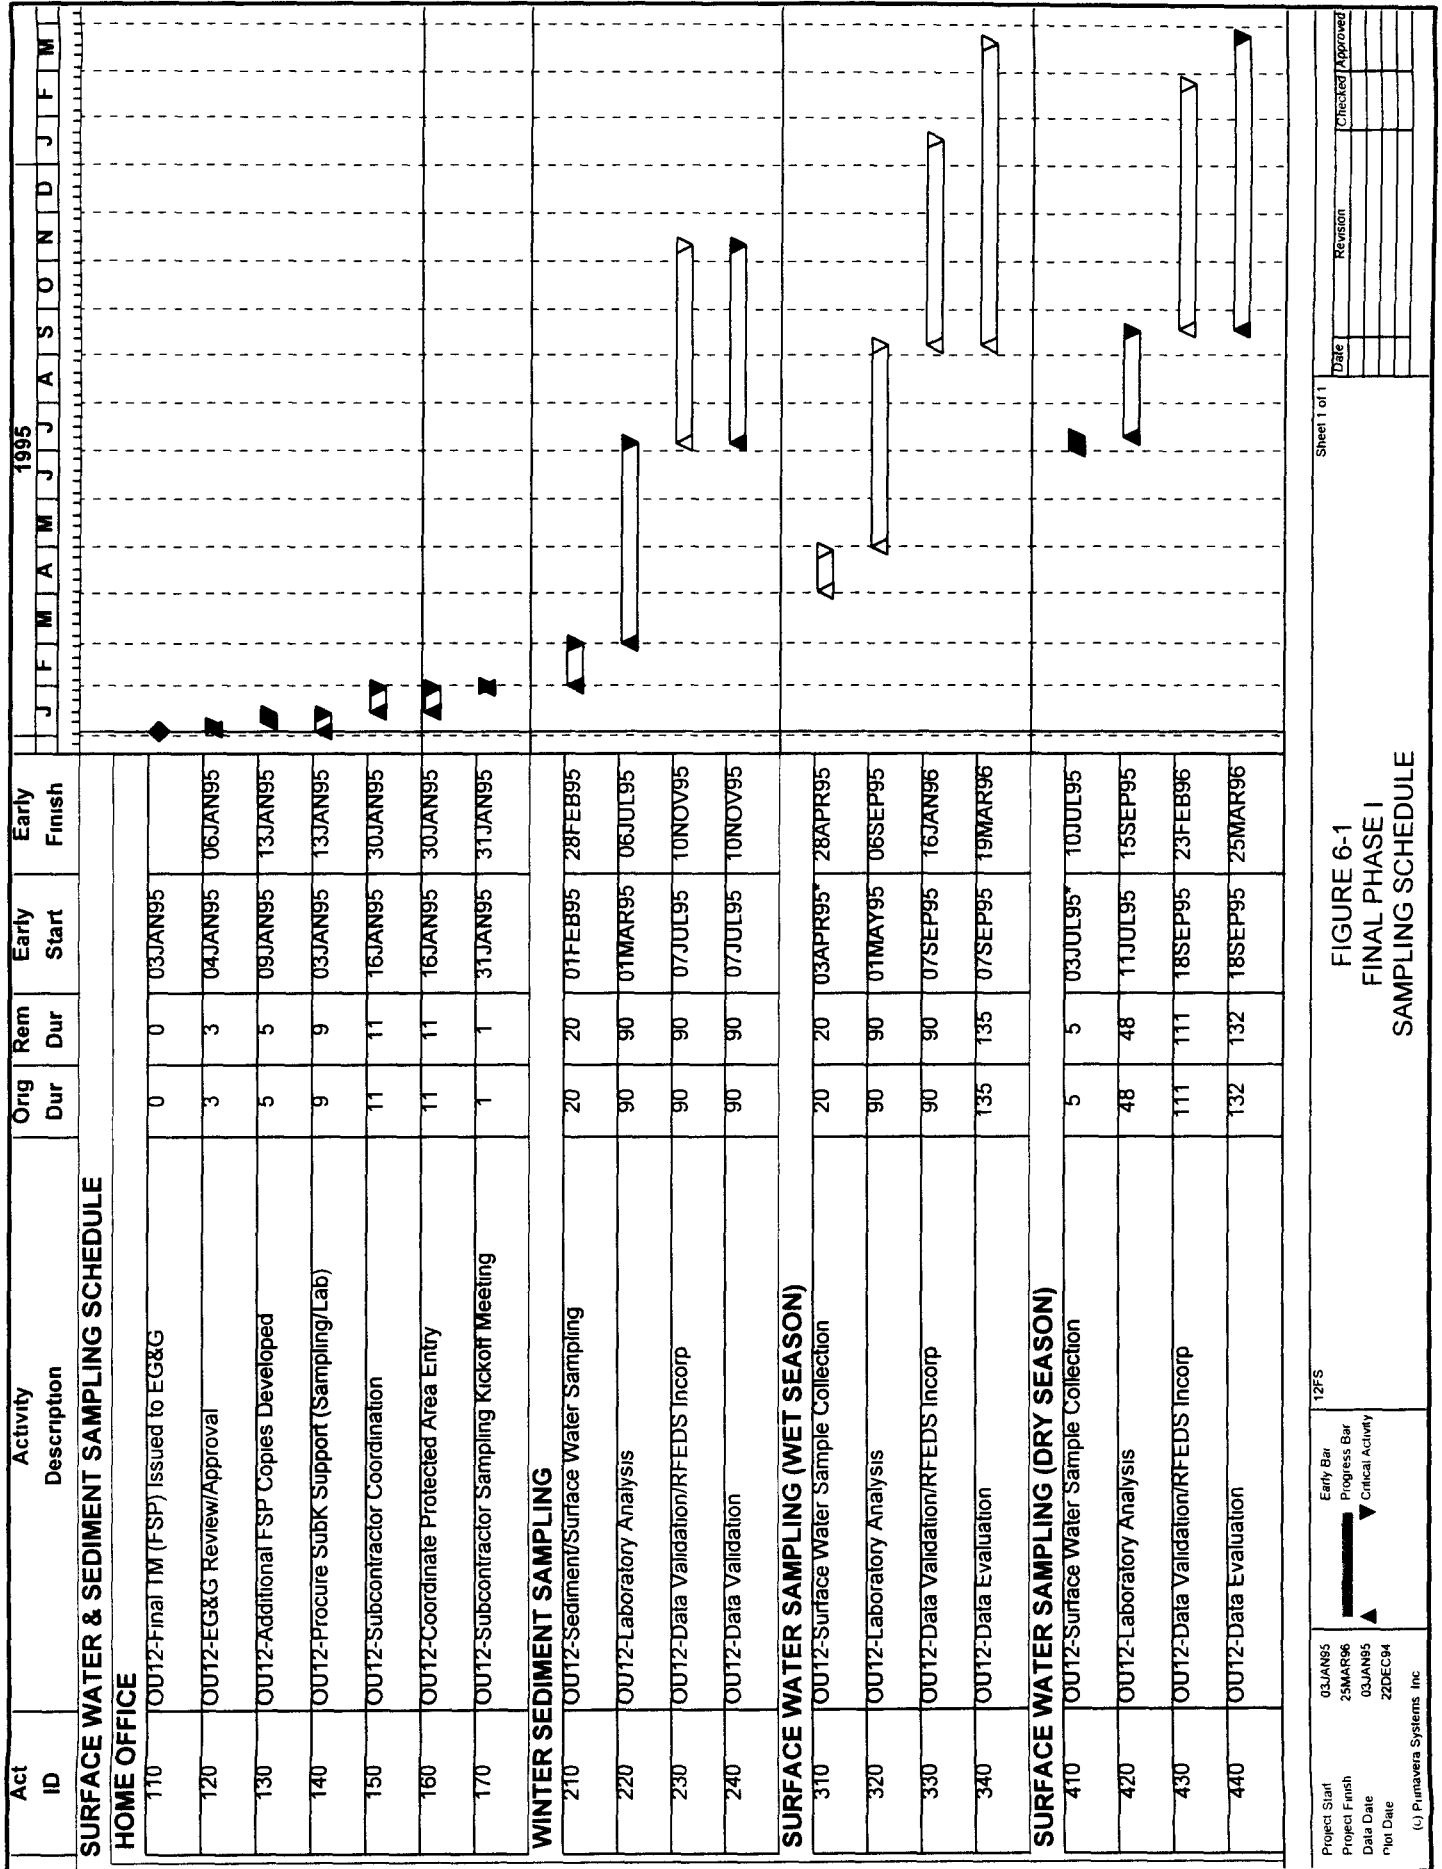 Act ID Activity Description Orig Dur Rem Dur Early Start Early Finish
1995
J F M A M J J A S O N D J F M
SURFACE WATER & SEDIMENT SAMPLING SCHEDULE
HOME OFFICE
110 OU12-Final TM (FSP) Issued to EG&G 0 0 03JAN95
120 OU12-EG&G Review/Approval 3 3 04JAN95 06JAN95
130 OU12-Additional FSP Copies Developed 5 5 09JAN95 13JAN95
140 OU12-Procure SubK Support (Sampling/Lab) 9 9 03JAN95 13JAN95
150 OU12-Subcontractor Coordination 11 11 16JAN95 30JAN95
160 OU12-Coordinate Protected Area Entry 11 11 16JAN95 30JAN95
170 OU12-Subcontractor Sampling Kickoff Meeting 1 1 31JAN95 31JAN95
WINTER SEDIMENT SAMPLING
210 OU12-Sediment/Surface Water Sampling 20 20 01FEB95 28FEB95
220 OU12-Laboratory Analysis 90 90 01MAR95 06JUL95
230 OU12-Data Validation/RFEDS Incorp 90 90 07JUL95 10NOV95
240 OU12-Data Validation 90 90 07JUL95 10NOV95
SURFACE WATER SAMPLING (WET SEASON)
310 OU12-Surface Water Sample Collection 20 20 03APR95* 28APR95
320 OU12-Laboratory Analysis 90 90 01MAY95 06SEP95
330 OU12-Data Validation/RFEDS Incorp 90 90 07SEP95 16JAN96
340 OU12-Data Evaluation 135 135 07SEP95 19MAR96
SURFACE WATER SAMPLING (DRY SEASON)
410 OU12-Surface Water Sample Collection 5 5 03JUL95* 10JUL95
420 OU12-Laboratory Analysis 48 48 11JUL95 15SEP95
430 OU12-Data Validation/RFEDS Incorp 111 111 18SEP95 23FEB96
440 OU12-Data Evaluation 132 132 18SEP95 25MAR96
Project Start 03JAN95
Project Finish 25MAR96
Data Date 03JAN95
Plot Date 22DEC94
(c) Primavera Systems Inc
Early Bar
Progress Bar
Critical Activity
12FS
Sheet 1 of 1
Date Revision Checked Approved
FIGURE 6-1
FINAL PHASE I
SAMPLING SCHEDULE